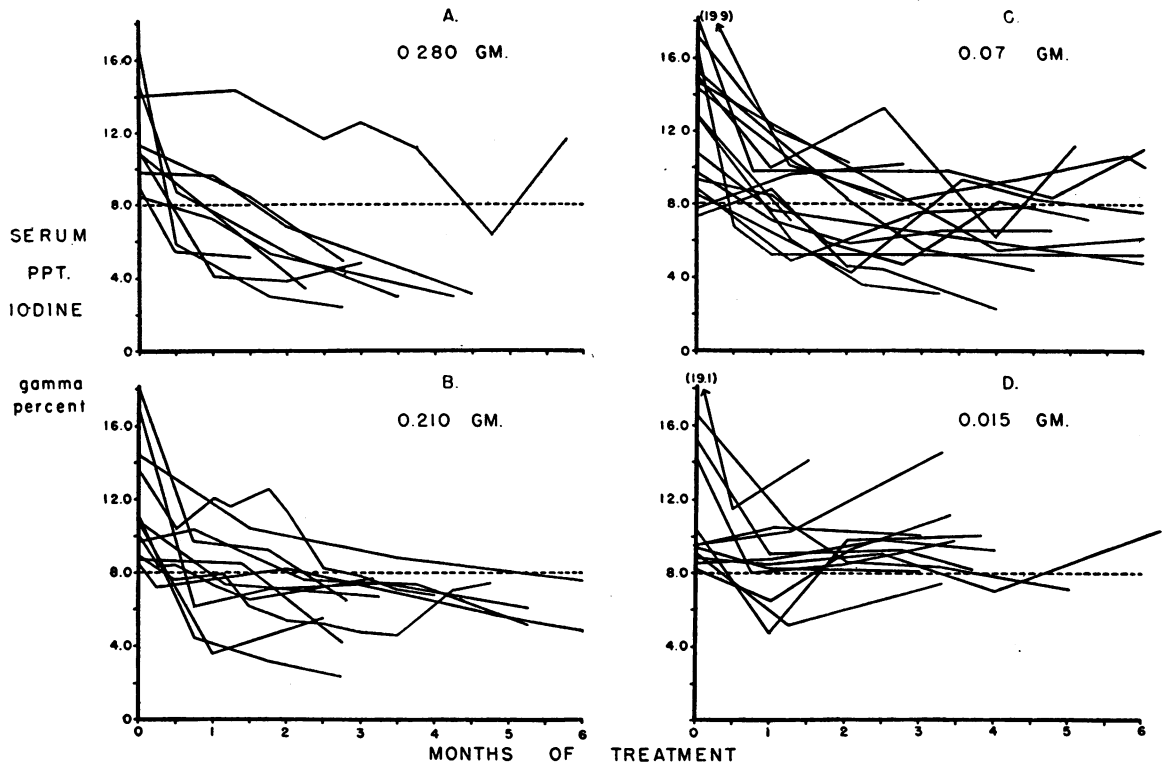 A.
0.280 GM.
16.0
12.0
8.0
4.0
0
SERUM
PPT.
IODINE
gamma
percent
C.
0.07 GM.
(19.9)
16.0
12.0
8.0
4.0
0
B.
0.210 GM.
16.0
12.0
8.0
4.0
0
0 1 2 3 4 5 6
D.
0.015 GM.
(19.1)
16.0
12.0
8.0
4.0
0
0 1 2 3 4 5 6
MONTHS OF TREATMENT